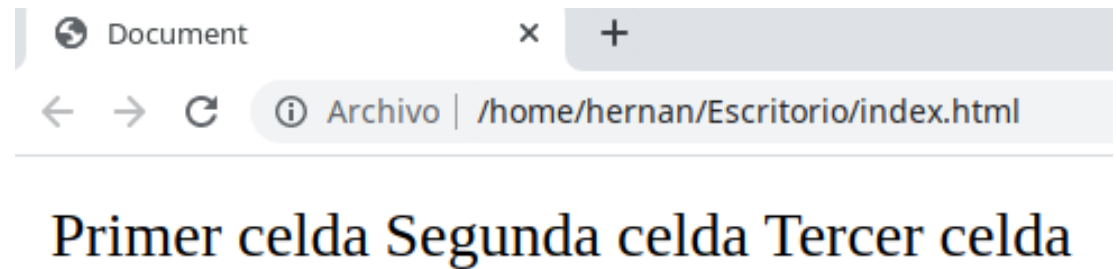 Document
Archivo /home/hernan/Escritorio/index.html
Primer celda Segunda celda Tercer celda